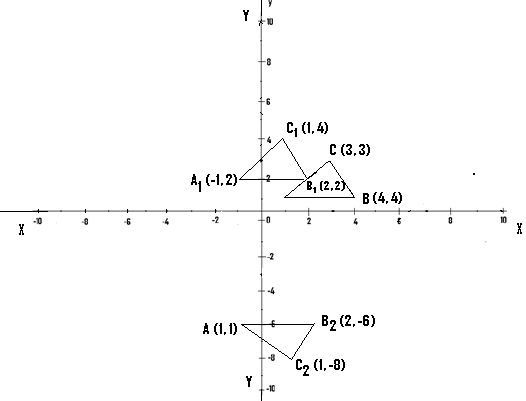 y
Y
10
8
6
C1 (1, 4)
4
C (3, 3)
A1 (-1, 2)
2
B1 (2, 2)
B (4, 4)
X
-10
-8
-6
-4
-2
0
2
4
6
8
10
X
-2
-4
A (1, 1)
-6
B2 (2, -6)
-8
C2 (1, -8)
Y
-10